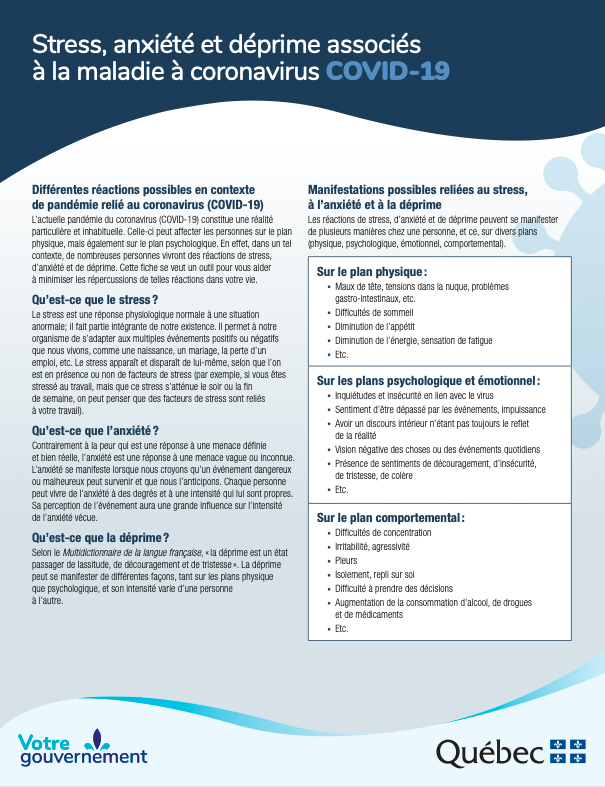 Stress, anxiété et déprime associés
à la maladie à coronavirus COVID-19
Différentes réactions possibles en contexte
de pandémie relié au coronavirus (COVID-19)
L'actuelle pandémie du coronavirus (COVID-19) constitue une réalité
particulière et inhabituelle. Celle-ci peut affecter les personnes sur le plan
physique, mais également sur le plan psychologique. En effet, dans un tel
contexte, de nombreuses personnes vivront des réactions de stress,
d'anxiété et de déprime. Cette fiche se veut un outil pour vous aider
à minimiser les répercussions de telles réactions dans votre vie.
Qu'est-ce que le stress ?
Le stress est une réponse physiologique normale à une situation
anormale; il fait partie intégrante de notre existence. Il permet à notre
organisme de s'adapter aux multiples événements positifs ou négatifs
que nous vivons, comme une naissance, un mariage, la perte d'un
emploi, etc. Le stress apparaît et disparaît de lui-même, selon que l'on
est en présence ou non de facteurs de stress (par exemple, si vous êtes
stressé au travail, mais que ce stress s'atténue le soir ou la fin
de semaine, on peut penser que des facteurs de stress sont reliés
à votre travail).
Qu'est-ce que l'anxiété ?
Contrairement à la peur qui est une réponse à une menace définie
et bien réelle, l'anxiété est une réponse à une menace vague ou inconnue.
L'anxiété se manifeste lorsque nous croyons qu'un événement dangereux
ou malheureux peut survenir et que nous l'anticipons. Chaque personne
peut vivre de l'anxiété à des degrés et à une intensité qui lui sont propres.
Sa perception de l'événement aura une grande influence sur l'intensité
de l'anxiété vécue.
Qu'est-ce que la déprime ?
Selon le Multidictionnaire de la langue française, « la déprime est un état
passager de lassitude, de découragement et de tristesse ». La déprime
peut se manifester de différentes façons, tant sur les plans physique
que psychologique, et son intensité varie d'une personne
à l'autre.
Manifestations possibles reliées au stress,
à l'anxiété et à la déprime
Les réactions de stress, d'anxiété et de déprime peuvent se manifester
de plusieurs manières chez une personne, et ce, sur divers plans
(physique, psychologique, émotionnel, comportemental).
Sur le plan physique :
• Maux de tête, tensions dans la nuque, problèmes
gastro-intestinaux, etc.
• Difficultés de sommeil
• Diminution de l'appétit
• Diminution de l'énergie, sensation de fatigue
• Etc.
Sur les plans psychologique et émotionnel :
• Inquiétudes et insécurité en lien avec le virus
• Sentiment d'être dépassé par les événements, impuissance
• Avoir un discours intérieur n'étant pas toujours le reflet
de la réalité
• Vision négative des choses ou des événements quotidiens
• Présence de sentiments de découragement, d'insécurité,
de tristesse, de colère
• Etc.
Sur le plan comportemental :
• Difficultés de concentration
• Irritabilité, agressivité
• Pleurs
• Isolement, repli sur soi
• Difficulté à prendre des décisions
• Augmentation de la consommation d'alcool, de drogues
et de médicaments
• Etc.
Votre
gouvernement
Québec